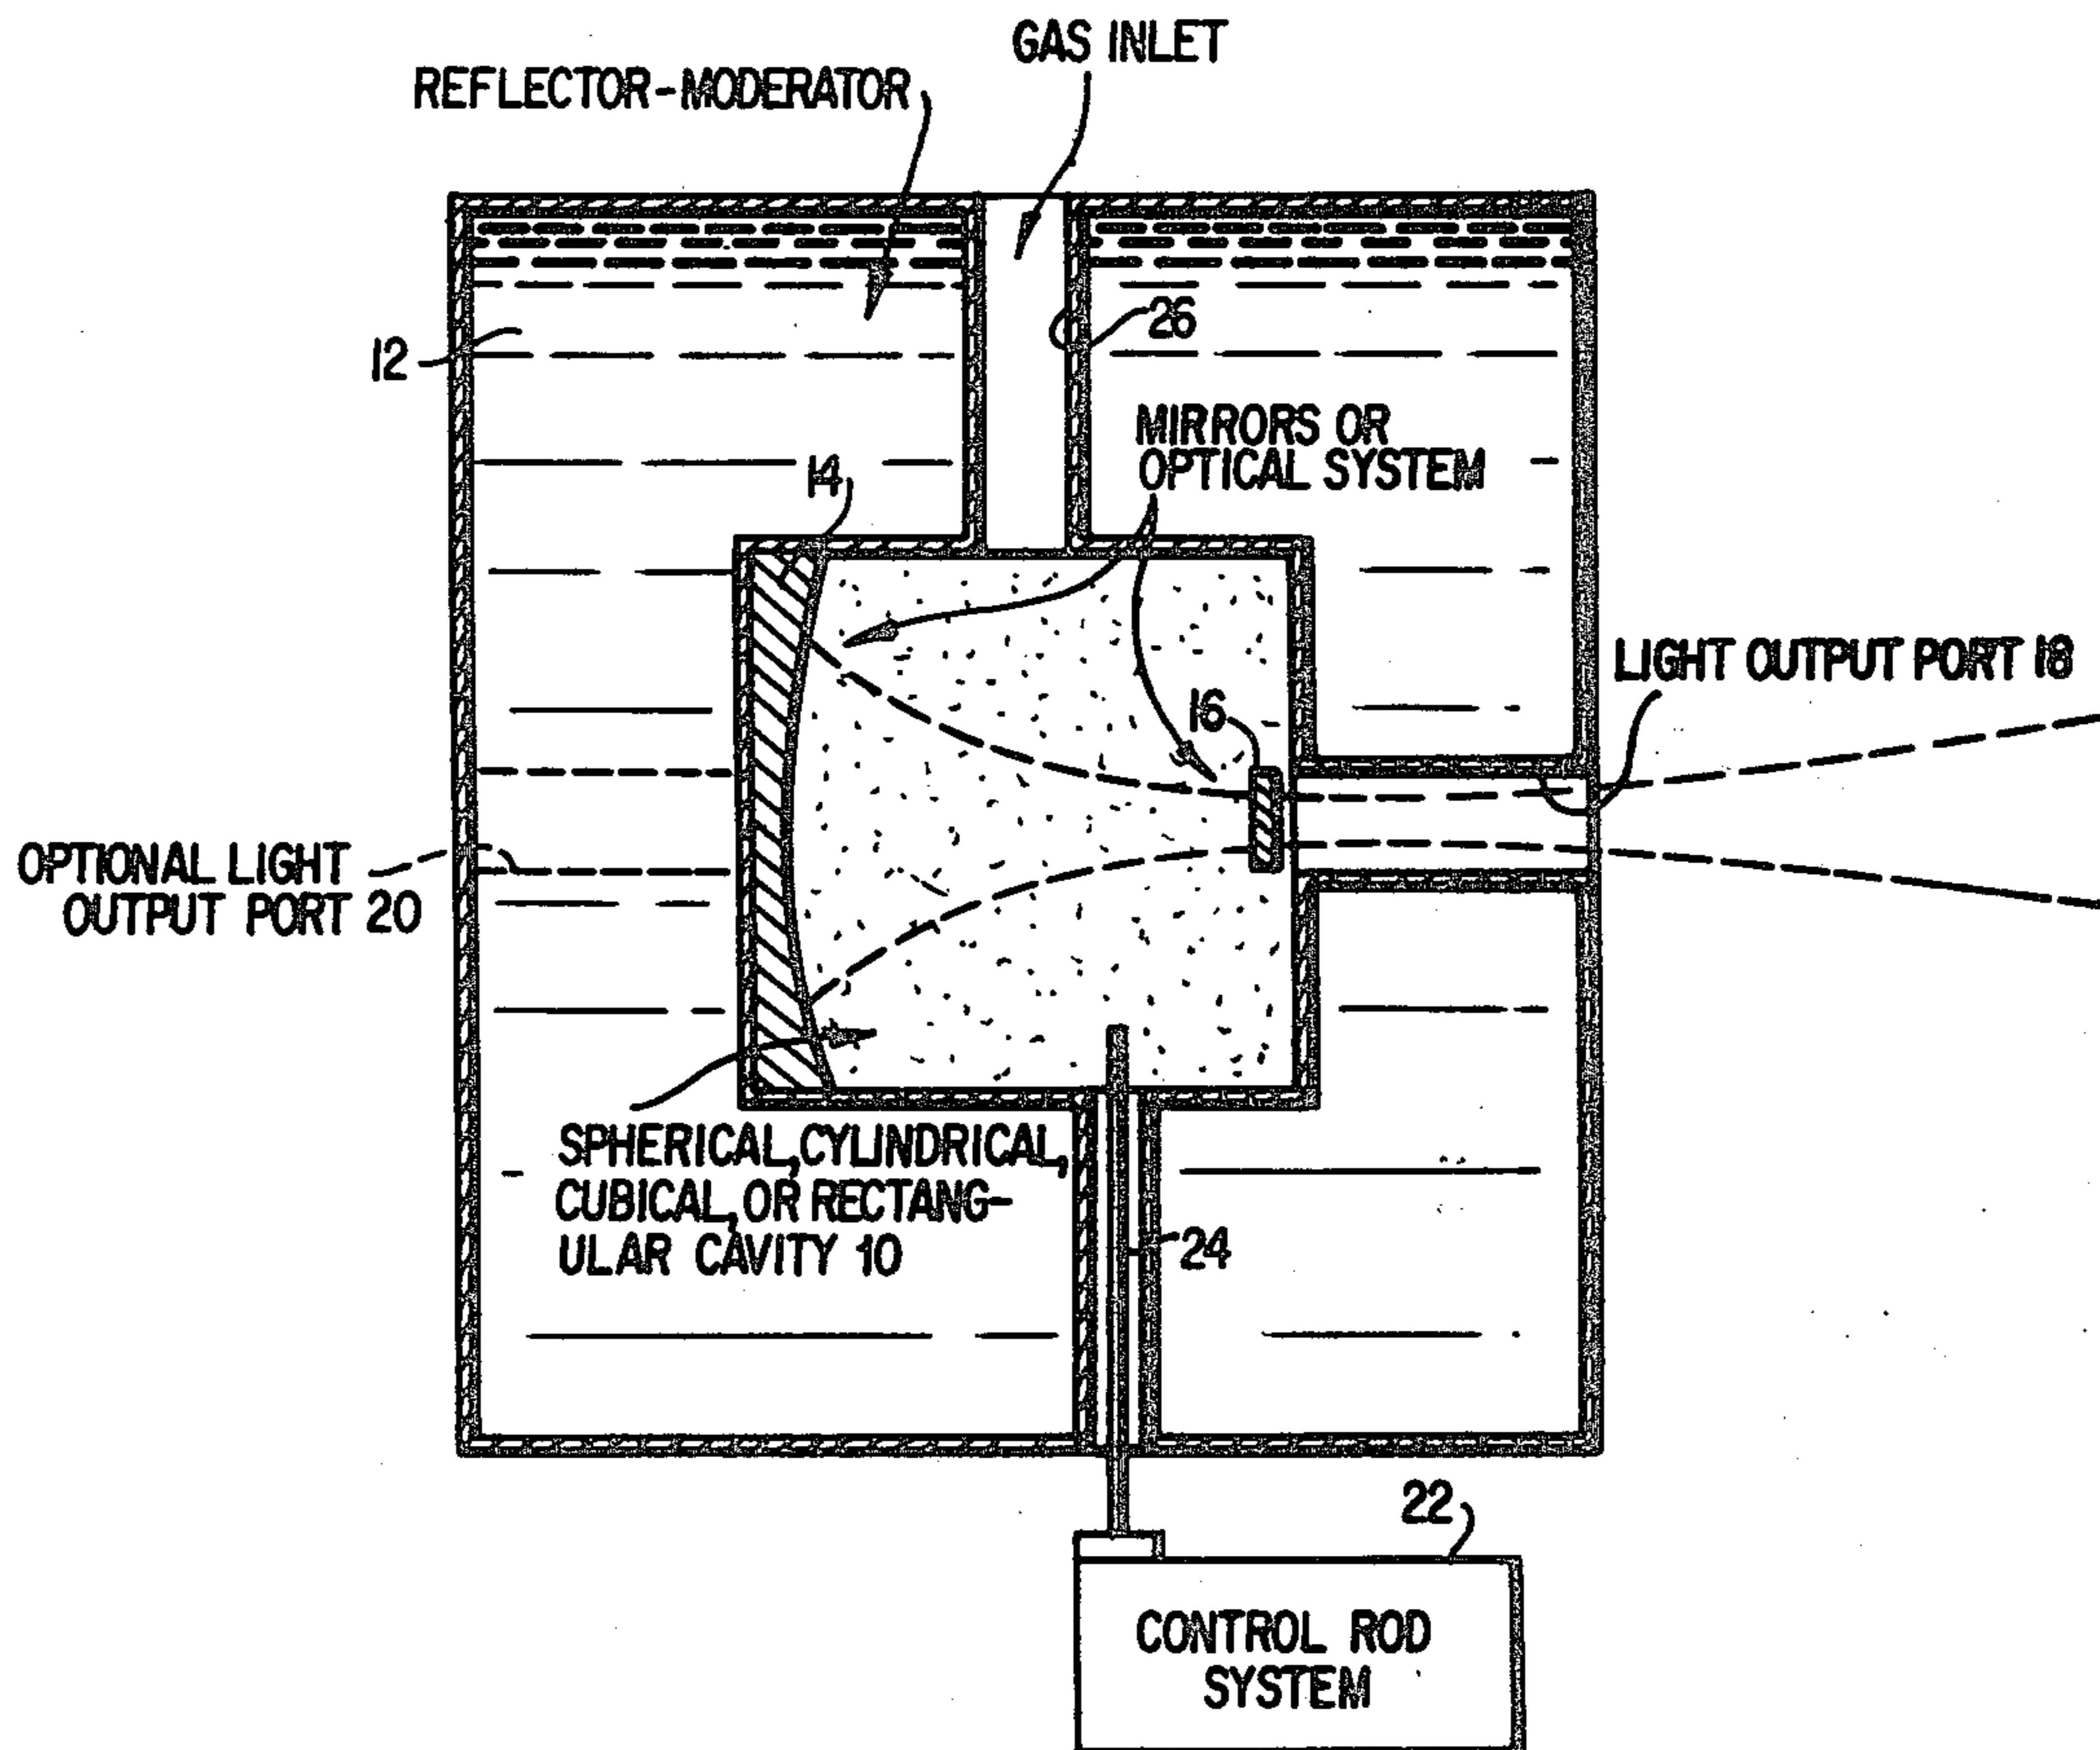 GAS INLET
REFLECTOR-MODERATOR
12
26
MIRRORS OR
OPTICAL SYSTEM
14
LIGHT OUTPUT PORT 18
16
OPTIONAL LIGHT
OUTPUT PORT 20
SPHERICAL, CYLINDRICAL,
CUBICAL, OR RECTANG-
ULAR CAVITY 10
24
22
CONTROL ROD
SYSTEM